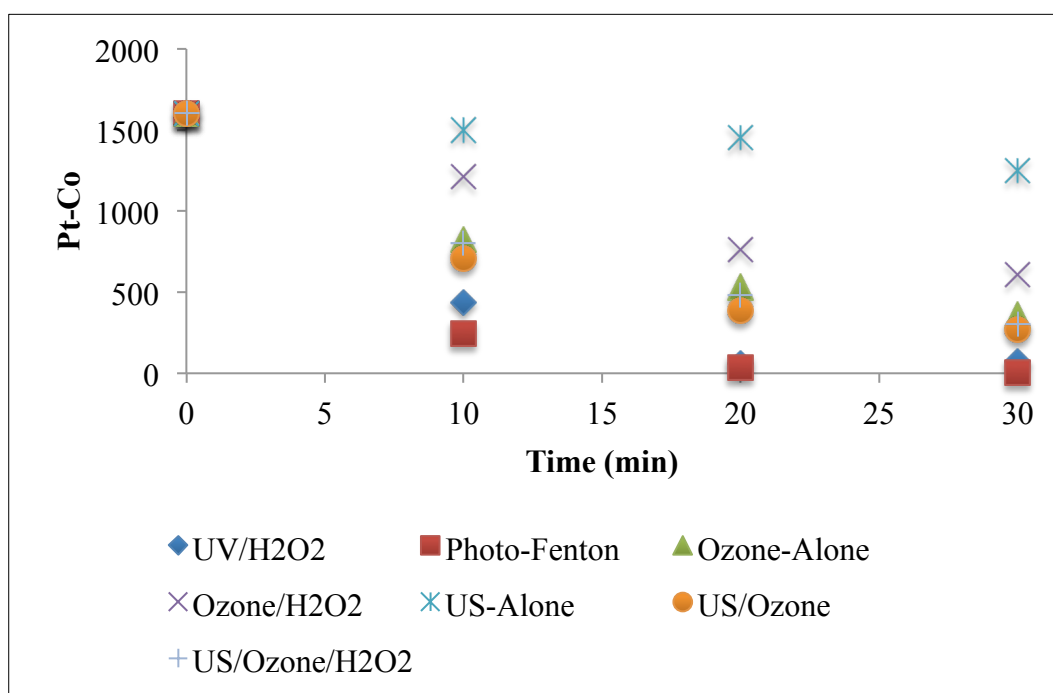 2000
1500
1000
500
0
Pt-Co
0 5 10 15 20 25 30
Time (min)
UV/H2O2 Photo-Fenton Ozone-Alone
Ozone/H2O2 US-Alone US/Ozone
US/Ozone/H2O2